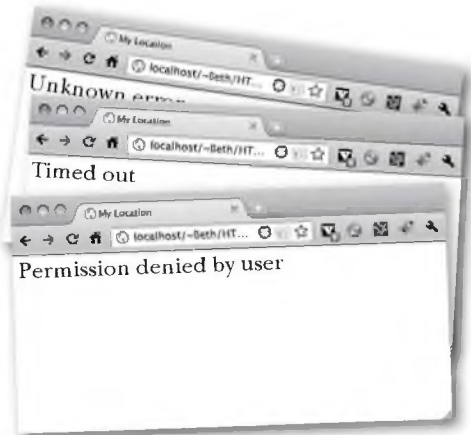 My Location
localhost/~Beth/HT...
Unknown error
My Location
localhost/~Beth/HT...
Timed out
My Location
localhost/~Beth/HT...
Permission denied by user